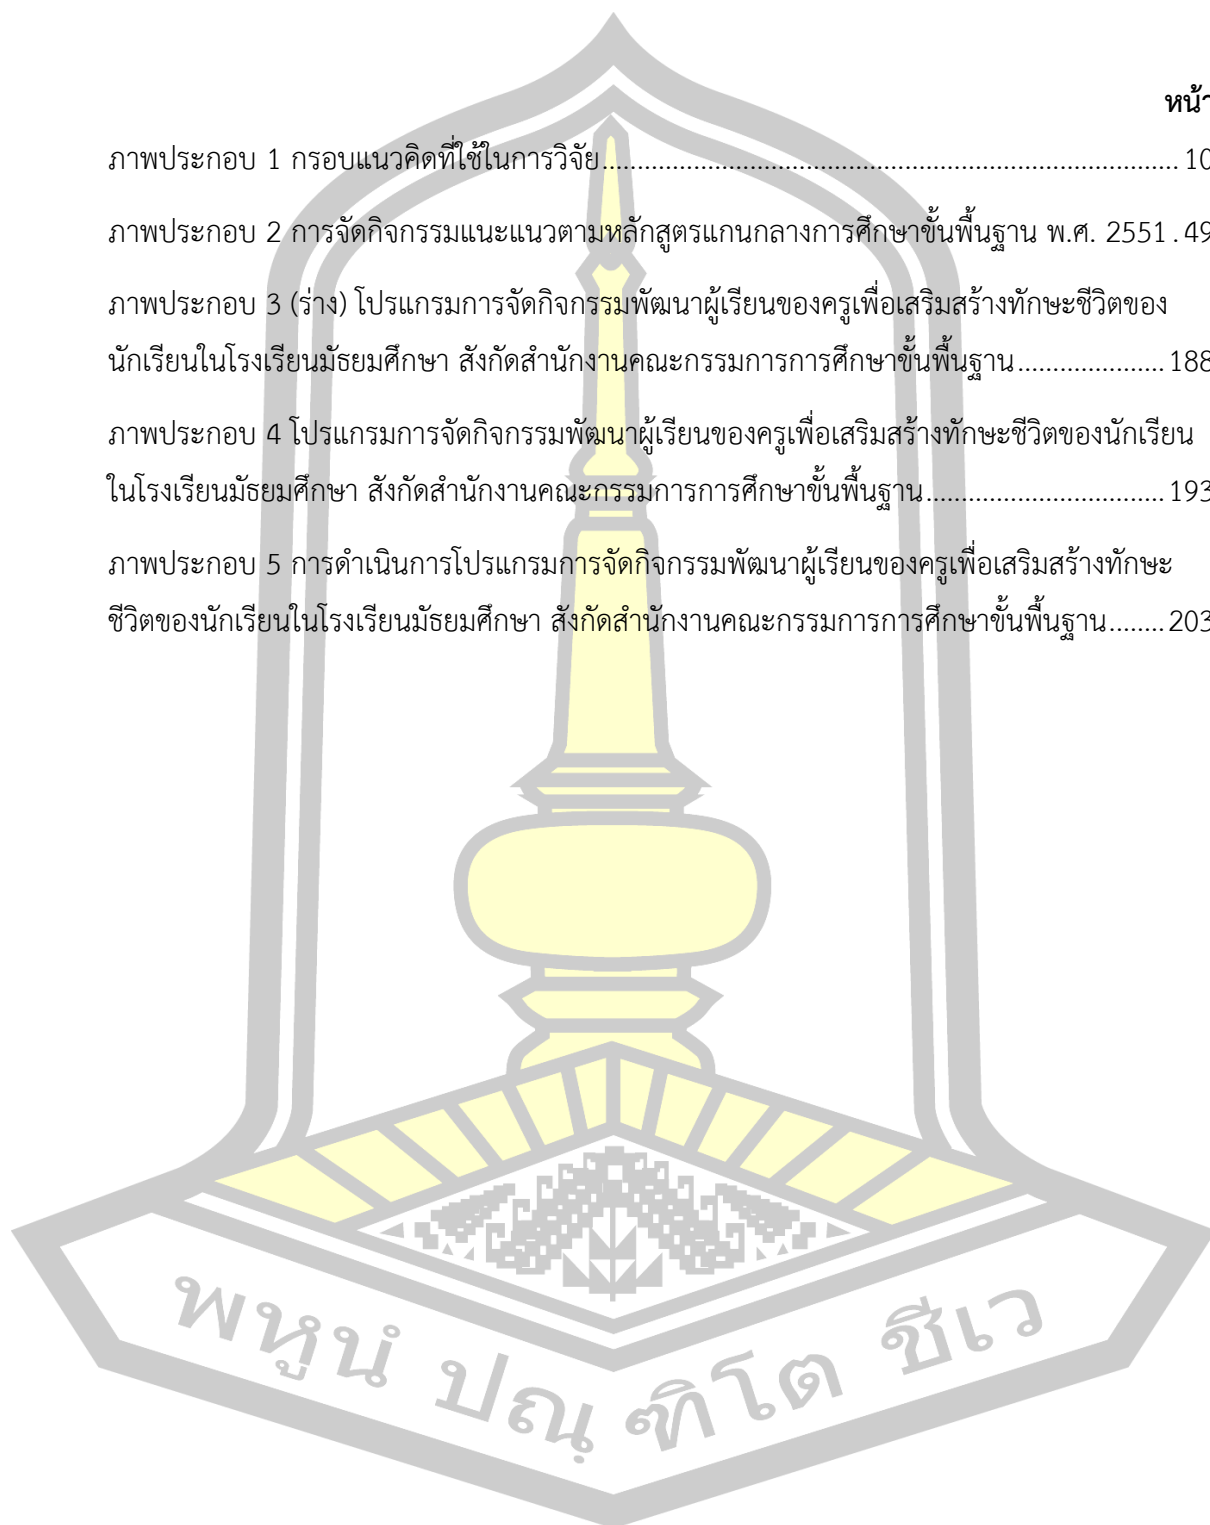 หน้า
ภาพประกอบ 1 กรอบแนวคิดที่ใช้ในการวิจัย........................................................................... 10
ภาพประกอบ 2 การจัดกิจกรรมแนะแนวตามหลักสูตรแกนกลางการศึกษาขั้นพื้นฐาน พ.ศ. 2551 . 49
ภาพประกอบ 3 (ร่าง) โปรแกรมการจัดกิจกรรมพัฒนาผู้เรียนของครูเพื่อเสริมสร้างทักษะชีวิตของ
นักเรียนในโรงเรียนมัธยมศึกษา สังกัดสำนักงานคณะกรรมการการศึกษาขั้นพื้นฐาน ..................... 188
ภาพประกอบ 4 โปรแกรมการจัดกิจกรรมพัฒนาผู้เรียนของครูเพื่อเสริมสร้างทักษะชีวิตของนักเรียน
ในโรงเรียนมัธยมศึกษา สังกัดสำนักงานคณะกรรมการการศึกษาขั้นพื้นฐาน .................................. 193
ภาพประกอบ 5 การดำเนินการโปรแกรมการจัดกิจกรรมพัฒนาผู้เรียนของครูเพื่อเสริมสร้างทักษะ
ชีวิตของนักเรียนในโรงเรียนมัธยมศึกษา สังกัดสำนักงานคณะกรรมการการศึกษาขั้นพื้นฐาน ........ 203
พหูนํ ปณฺ ฑิโต ชีเว